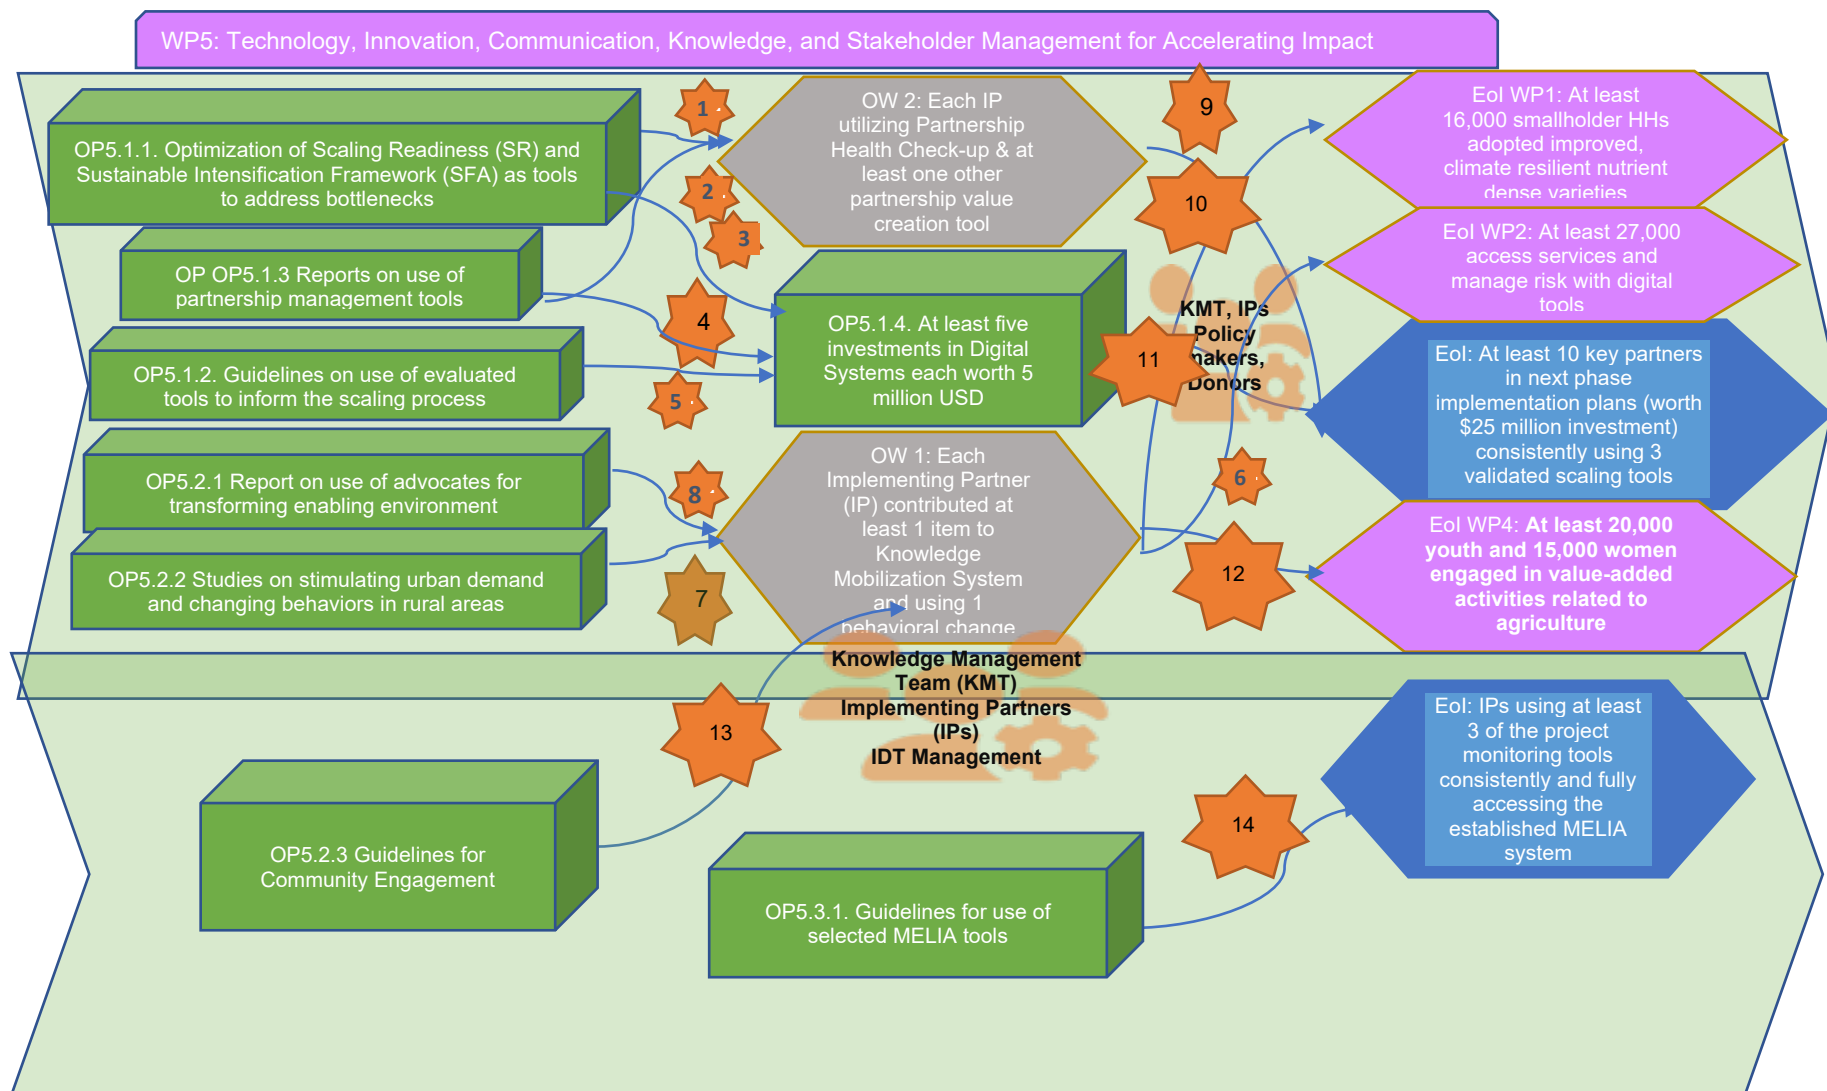 WP5: Technology, Innovation, Communication, Knowledge, and Stakeholder Management for Accelerating Impact
OP5.1.1. Optimization of Scaling Readiness (SR) and
Sustainable Intensification Framework (SFA) as tools
to address bottlenecks
OP OP5.1.3 Reports on use of
partnership management tools
OP5.1.2. Guidelines on use of evaluated
tools to inform the scaling process
OP5.2.1 Report on use of advocates for
transforming enabling environment
OP5.2.2 Studies on stimulating urban demand
and changing behaviors in rural areas
1.
2.
3
4
5.
8.
7
OW 2: Each IP
utilizing Partnership
Health Check-up & at
least one other
partnership value
creation tool
OP5.1.4. At least five
investments in Digital
Systems each worth 5
million USD
OW 1: Each
Implementing Partner
(IP) contributed at
least 1 item to
Knowledge
Mobilization System
and using 1
behavioral change
9
10
11
KMT, IPs
Policy
makers,
Donors
6.
12
EoI WP1: At least
16,000 smallholder HHs
adopted improved,
climate resilient nutrient
dense varieties
EoI WP2: At least 27,000
access services and
manage risk with digital
tools
EoI: At least 10 key partners
in next phase
implementation plans (worth
$25 million investment)
consistently using 3
validated scaling tools
EoI WP4: At least 20,000
youth and 15,000 women
engaged in value-added
activities related to
agriculture
Knowledge Management
Team (KMT)
Implementing Partners
(IPs)
IDT Management
13
OP5.2.3 Guidelines for
Community Engagement
OP5.3.1. Guidelines for use of
selected MELIA tools
14
EoI: IPs using at least
3 of the project
monitoring tools
consistently and fully
accessing the
established MELIA
system